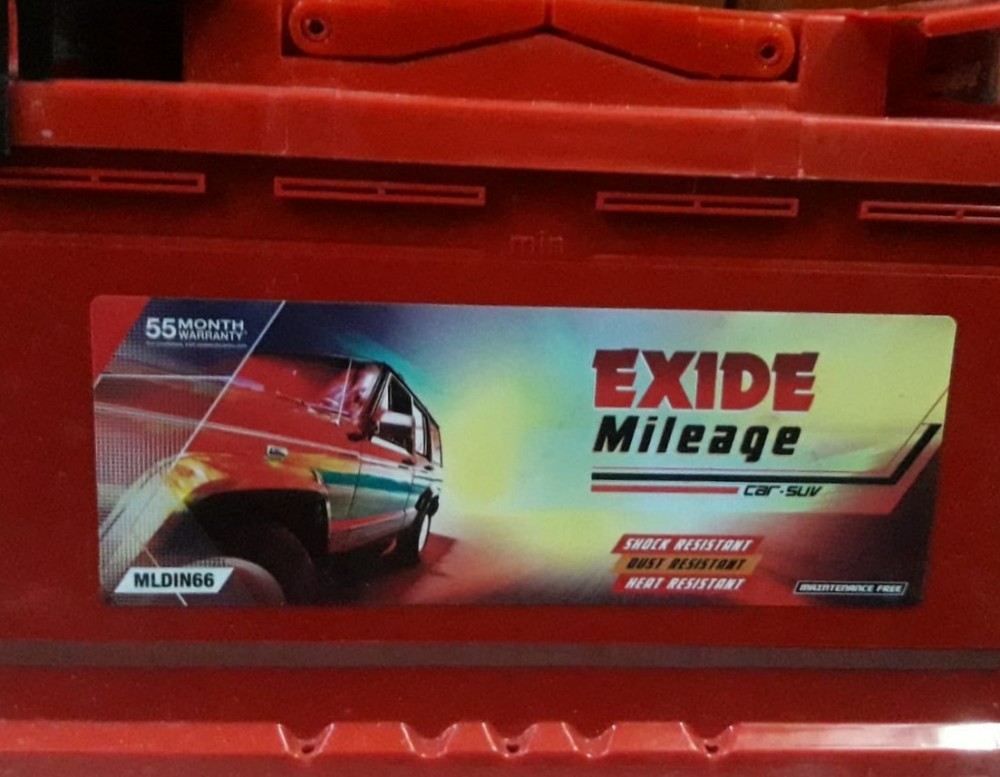 min
55 MONTH
WARRANTY*
EXIDE
Mileage
car·suv
SHOCK RESISTANT
DUST RESISTANT
HEAT RESISTANT
MLDIN66
MAINTENANCE FREE